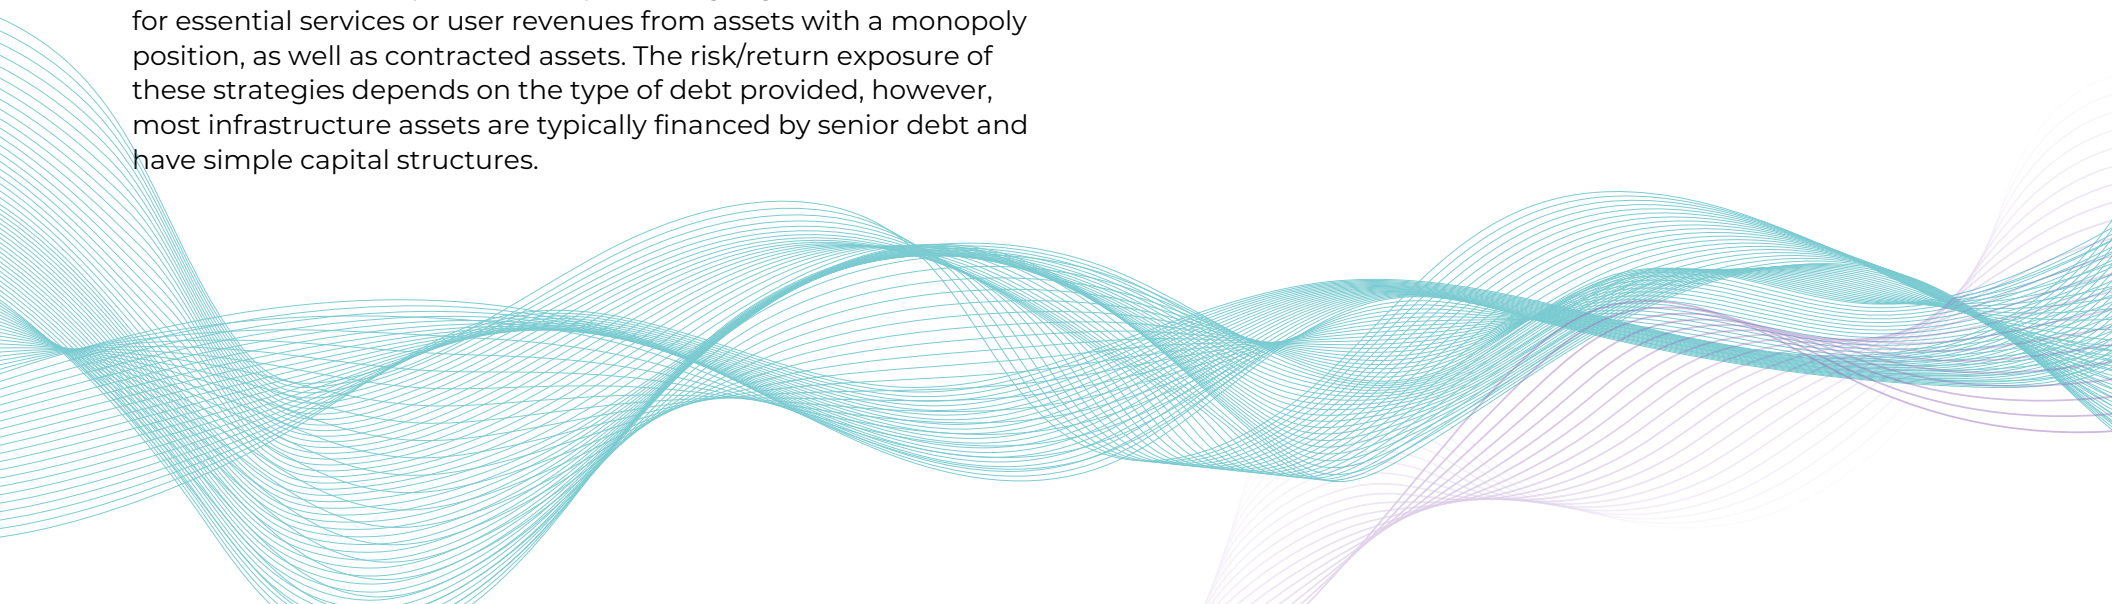 for essential services or user revenues from assets with a monopoly
position, as well as contracted assets. The risk/return exposure of
these strategies depends on the type of debt provided, however,
most infrastructure assets are typically financed by senior debt and
have simple capital structures.